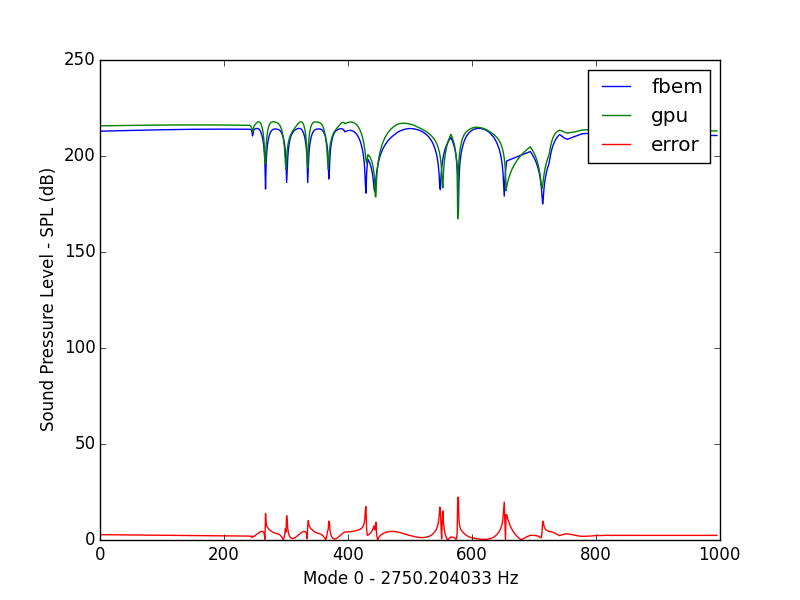 250
200
150
100
50
0
Sound Pressure Level - SPL (dB)
fbem
gpu
error
0 200 400 600 800 1000
Mode 0 - 2750.204033 Hz